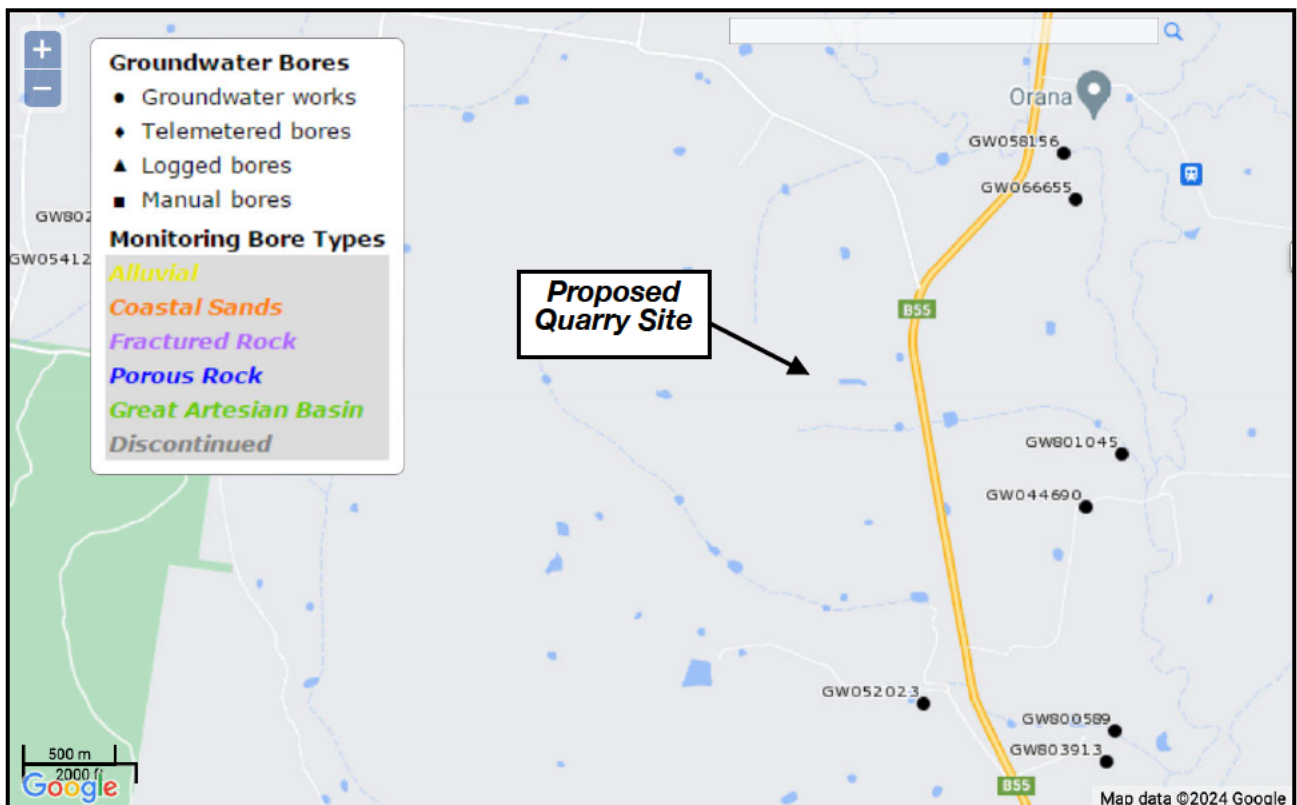 +
−
Groundwater Bores
Groundwater works
Telemetered bores
Logged bores
Manual bores
Monitoring Bore Types
Alluvial
Coastal Sands
Fractured Rock
Porous Rock
Great Artesian Basin
Discontinued
GW802
GW05412
Orana
GW058156
GW066655
Proposed
Quarry Site
B55
GW801045
GW044690
GW052023
GW800589
GW803913
B55
500 m
2000 ft
Google
Map data ©2024 Google